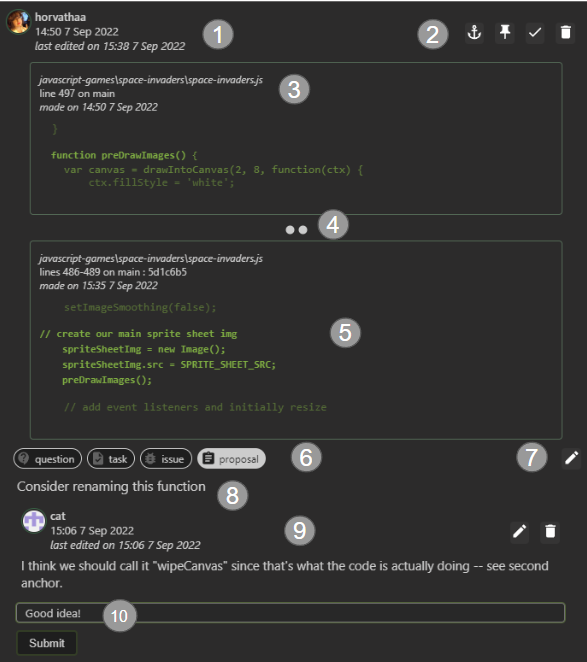 horvathaa
14:50 7 Sep 2022
last edited on 15:38 7 Sep 2022
1
2
javascript-games\space-invaders\space-invaders.js
line 497 on main
made on 14:50 7 Sep 2022
3
}
function preDrawImages() {
var canvas = drawIntoCanvas(2, 8, function(ctx) {
ctx.fillStyle = 'white';
4
javascript-games\space-invaders\space-invaders.js
lines 486-489 on main : 5d1c6b5
made on 15:35 7 Sep 2022
setImageSmoothing(false);
5
// create our main sprite sheet img
spriteSheetImg = new Image();
spriteSheetImg.src = SPRITE_SHEET_SRC;
preDrawImages();
// add event listeners and initially resize
question task issue proposal 6 7
Consider renaming this function 8
cat
15:06 7 Sep 2022
last edited on 15:06 7 Sep 2022
9
I think we should call it "wipeCanvas" since that's what the code is actually doing -- see second
anchor.
Good idea! 10
Submit